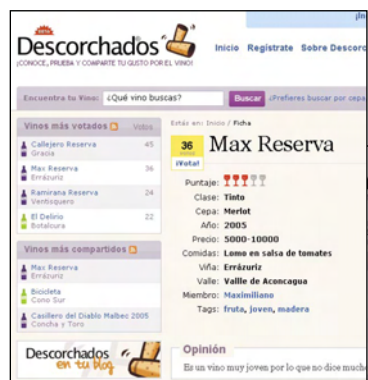 ¡In
BETA
Descorchados
¡CONOCE, PRUEBA Y COMPARTE TU GUSTO POR EL VINO!
Inicio Regístrate Sobre Descorc
Encuentra tu Vino: ¿Qué vino buscas? Buscar ¿Prefieres buscar por cepa
Vinos más votados Votos
Callejero Reserva 45
Gracia
Max Reserva 36
Errázuriz
Ramirana Reserva 24
Ventisquero
El Delirio 22
Botalcura
Vinos más compartidos
Max Reserva
Errázuriz
Bicicleta
Cono Sur
Casillero del Diablo Malbec 2005
Concha y Toro
Descorchados
en tu blog
Estás en: Inicio / Ficha
36
votos
¡Vota!
Max Reserva
Puntaje:
Clase: Tinto
Cepa: Merlot
Año: 2005
Precio: 5000-10000
Comidas: Lomo en salsa de tomates
Viña: Errázuriz
Valle: Vallle de Aconcagua
Miembro: Maximiliano
Tags: fruta, joven, madera
Opinión
Es un vino muy joven por lo que no dice mucho